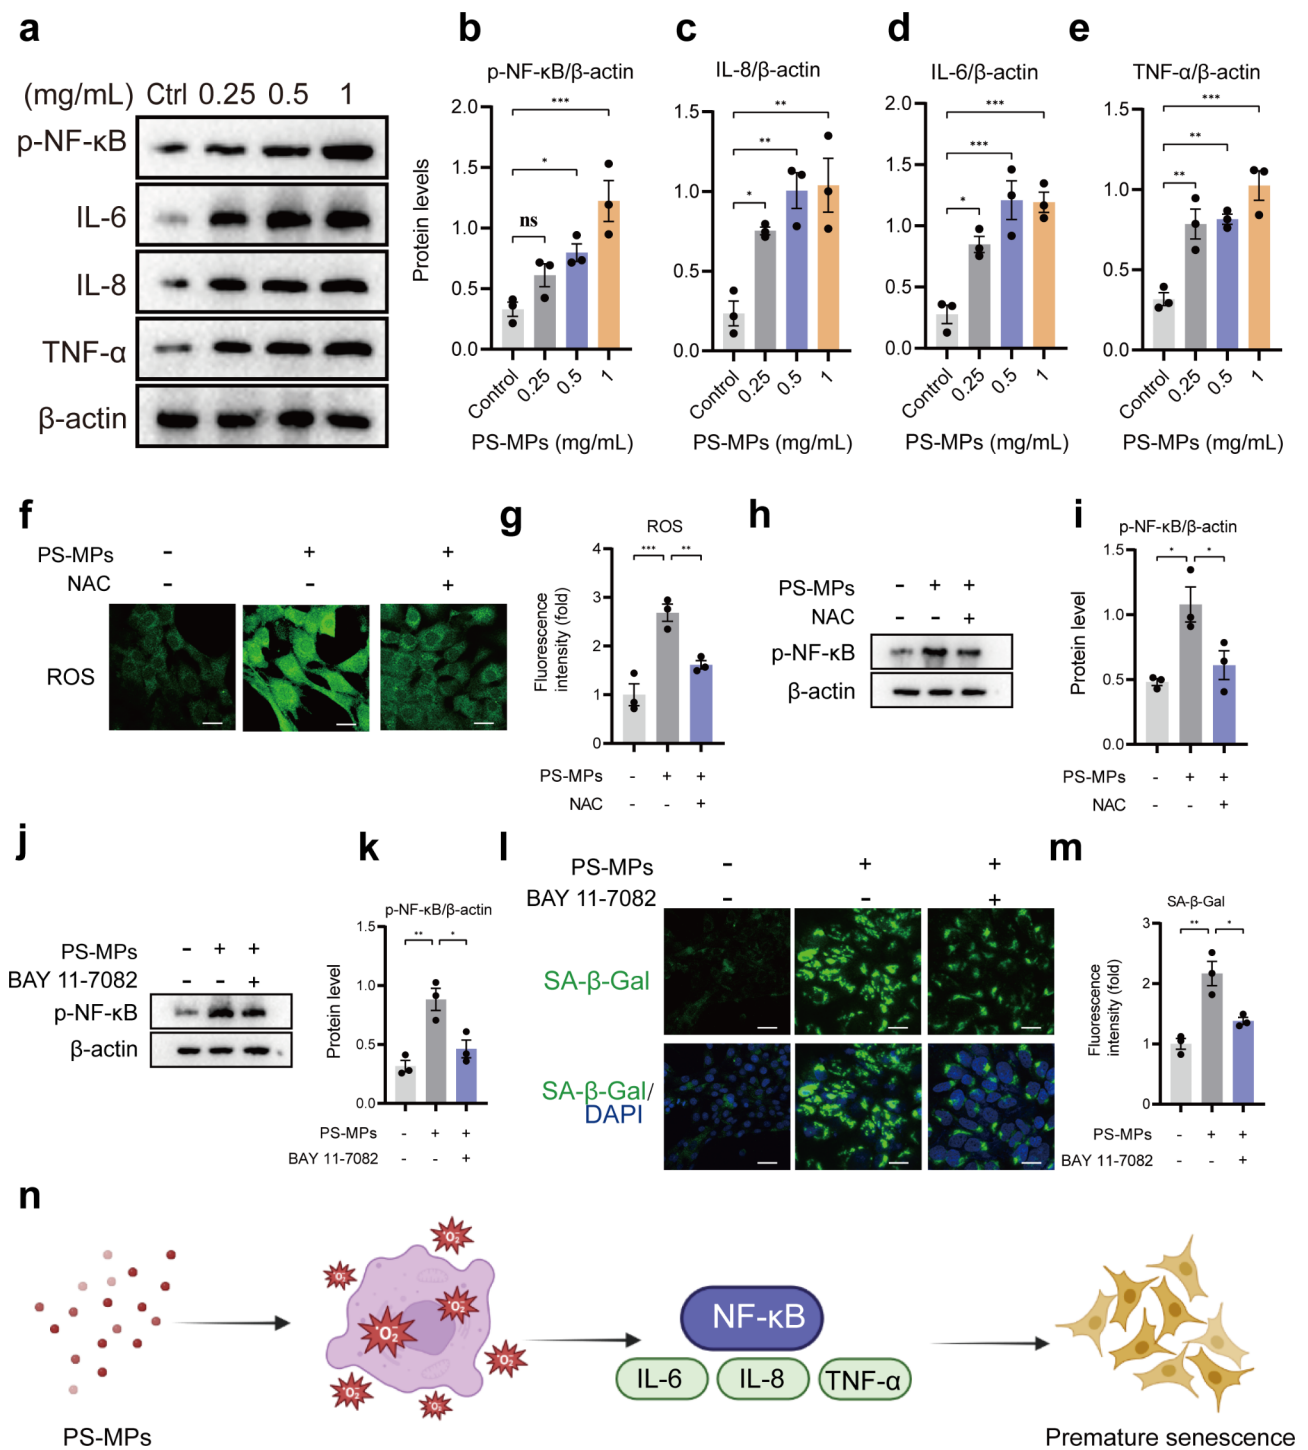 a
(mg/mL) Ctrl 0.25 0.5 1
p-NF-κB
IL-6
IL-8
TNF-α
β-actin
b
p-NF-κB/β-actin
Protein levels
2.0
1.5
1.0
0.5
0.0
***
*
ns
Control 0.25 0.5 1
PS-MPs (mg/mL)
c
IL-8/β-actin
1.5
1.0
0.5
0.0
**
**
*
Control 0.25 0.5 1
PS-MPs (mg/mL)
d
IL-6/β-actin
2.0
1.5
1.0
0.5
0.0
***
***
*
Control 0.25 0.5 1
PS-MPs (mg/mL)
e
TNF-α/β-actin
1.5
1.0
0.5
0.0
***
**
**
Control 0.25 0.5 1
PS-MPs (mg/mL)
f
PS-MPs - + +
NAC - - +
ROS
g
ROS
Fluorescence
intensity (fold)
4
3
2
1
0
*** **
PS-MPs - + +
NAC - - +
h
PS-MPs - + +
NAC - - +
p-NF-κB
β-actin
i
p-NF-κB/β-actin
Protein level
1.5
1.0
0.5
0.0
* *
PS-MPs - + +
NAC - - +
j
PS-MPs - + +
BAY 11-7082 - - +
p-NF-κB
β-actin
k
p-NF-κB/β-actin
Protein level
1.5
1.0
0.5
0.0
** *
PS-MPs - + +
BAY 11-7082 - - +
l
PS-MPs - + +
BAY 11-7082 - - +
SA-β-Gal
SA-β-Gal/
DAPI
m
SA-β-Gal
Fluorescence
intensity (fold)
3
2
1
0
** *
PS-MPs - + +
BAY 11-7082 - - +
n
PS-MPs
•O₂⁻
•O₂⁻
•O₂⁻
•O₂⁻
•O₂⁻
•O₂⁻
•O₂⁻
NF-κB
IL-6 IL-8 TNF-α
Premature senescence